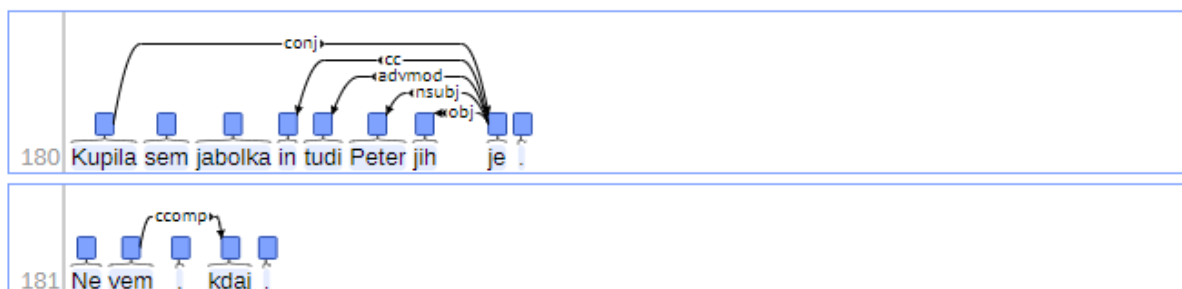 conj
cc
advmod
nsubj
obj
180 Kupila sem jabolka in tudi Peter jih je .
ccomp
181 Ne vem , kdaj .